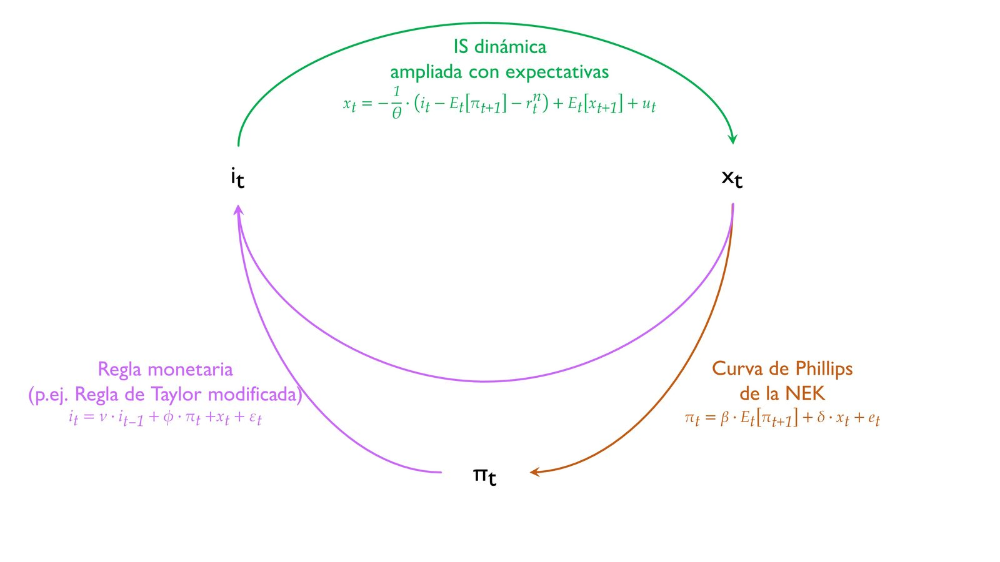 IS dinámica
ampliada con expectativas
x_t = −\frac{1}{θ} · (i_t − E_t[π_{t+1}] − r_t^n) + E_t[x_{t+1}] + u_t
i_t
x_t
Regla monetaria
(p.ej. Regla de Taylor modificada)
i_t = ν · i_{t−1} + ϕ · π_t +x_t + ε_t
Curva de Phillips
de la NEK
π_t = β · E_t[π_{t+1}] + δ · x_t + e_t
π_t